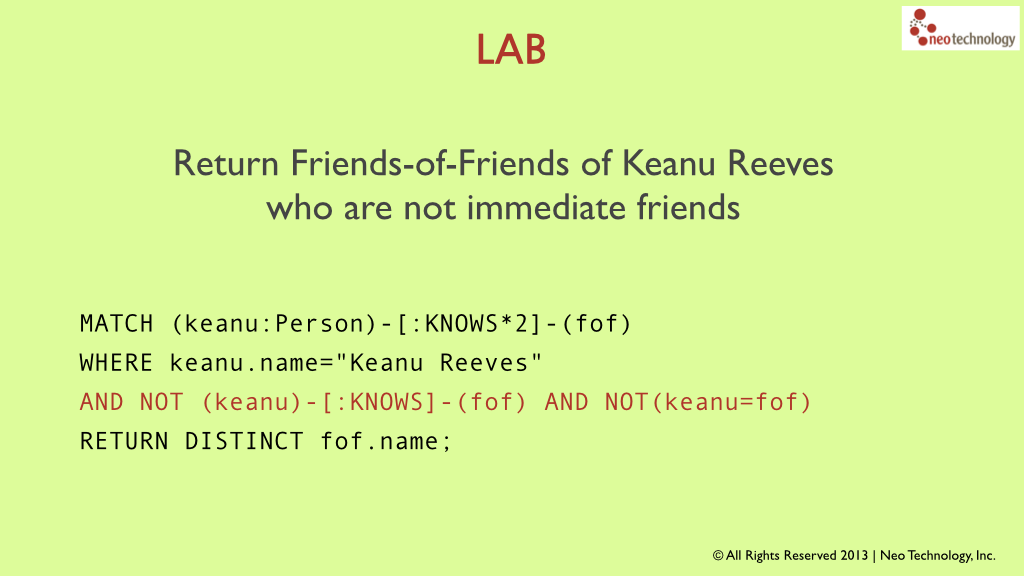 LAB
neotechnology
Return Friends-of-Friends of Keanu Reeves
who are not immediate friends
MATCH (keanu:Person)-[:KNOWS*2]-(fof)
WHERE keanu.name="Keanu Reeves"
AND NOT (keanu)-[:KNOWS]-(fof) AND NOT(keanu=fof)
RETURN DISTINCT fof.name;
© All Rights Reserved 2013 | Neo Technology, Inc.